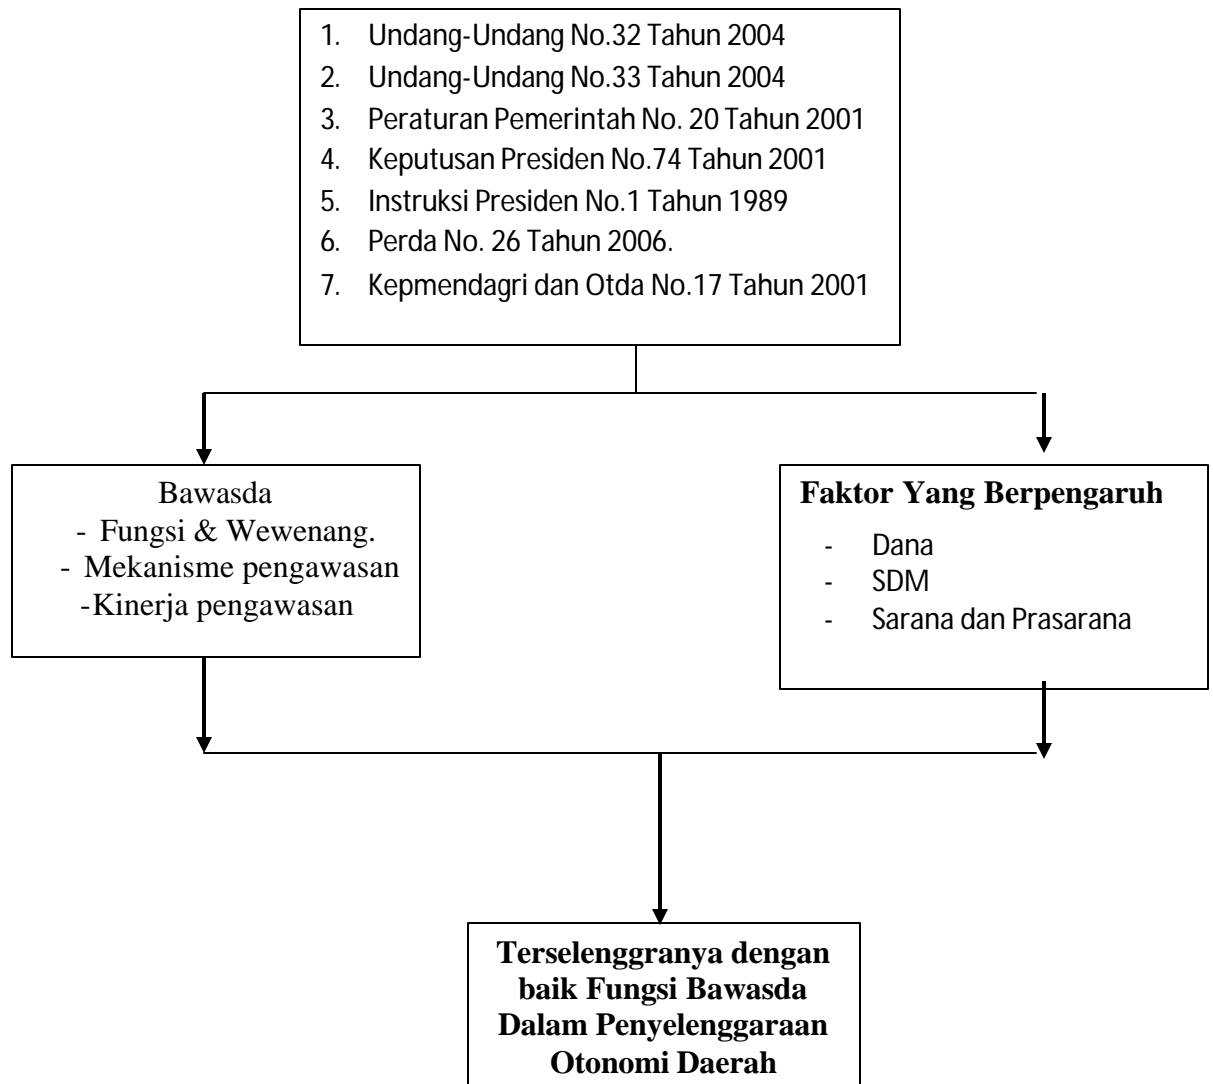 1. Undang-Undang No.32 Tahun 2004
2. Undang-Undang No.33 Tahun 2004
3. Peraturan Pemerintah No. 20 Tahun 2001
4. Keputusan Presiden No.74 Tahun 2001
5. Instruksi Presiden No.1 Tahun 1989
6. Perda No. 26 Tahun 2006.
7. Kepmendagri dan Otda No.17 Tahun 2001
Bawasda
- Fungsi & Wewenang.
- Mekanisme pengawasan
-Kinerja pengawasan
Faktor Yang Berpengaruh
- Dana
- SDM
- Sarana dan Prasarana
Terselenggranya dengan
baik Fungsi Bawasda
Dalam Penyelenggaraan
Otonomi Daerah